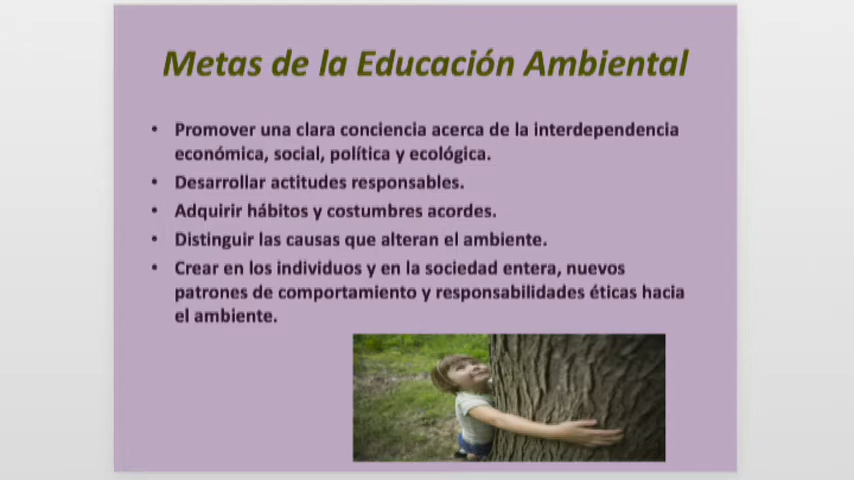 Metas de la Educación Ambiental
• Promover una clara conciencia acerca de la interdependencia
económica, social, política y ecológica.
• Desarrollar actitudes responsables.
• Adquirir hábitos y costumbres acordes.
• Distinguir las causas que alteran el ambiente.
• Crear en los individuos y en la sociedad entera, nuevos
patrones de comportamiento y responsabilidades éticas hacia
el ambiente.